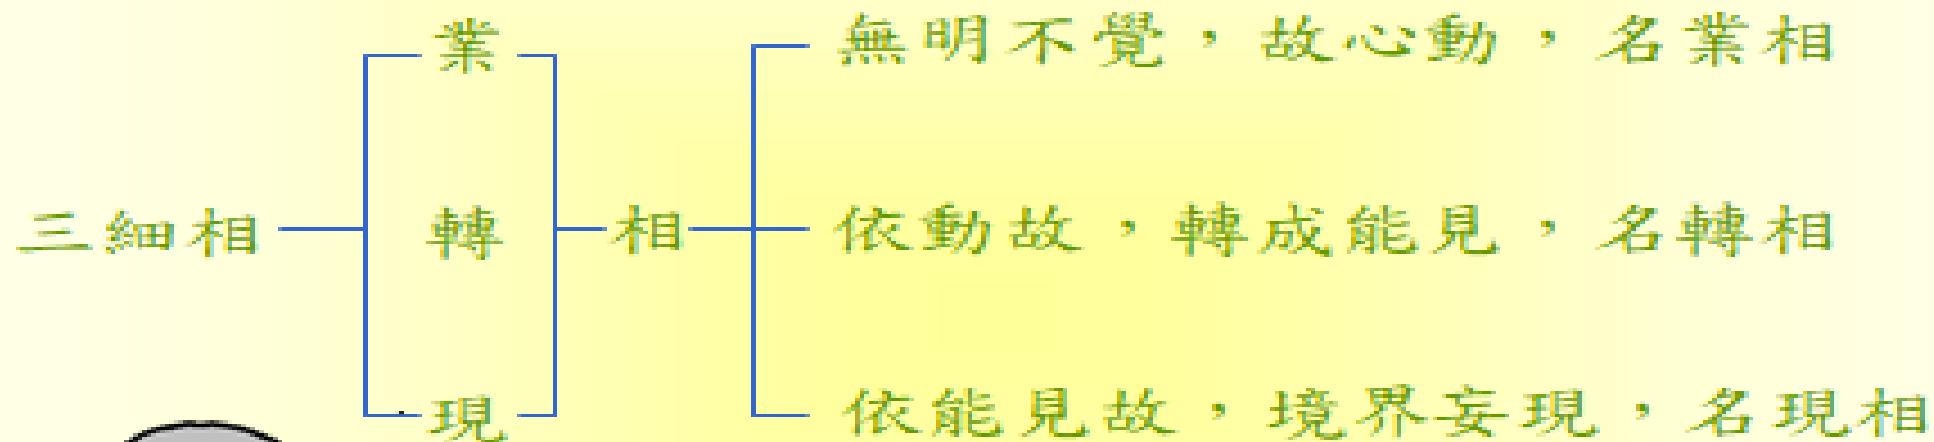 業 無明不覺，故心動，名業相
三細相 轉 相 依動故，轉成能見，名轉相
現 依能見故，境界妄現，名現相